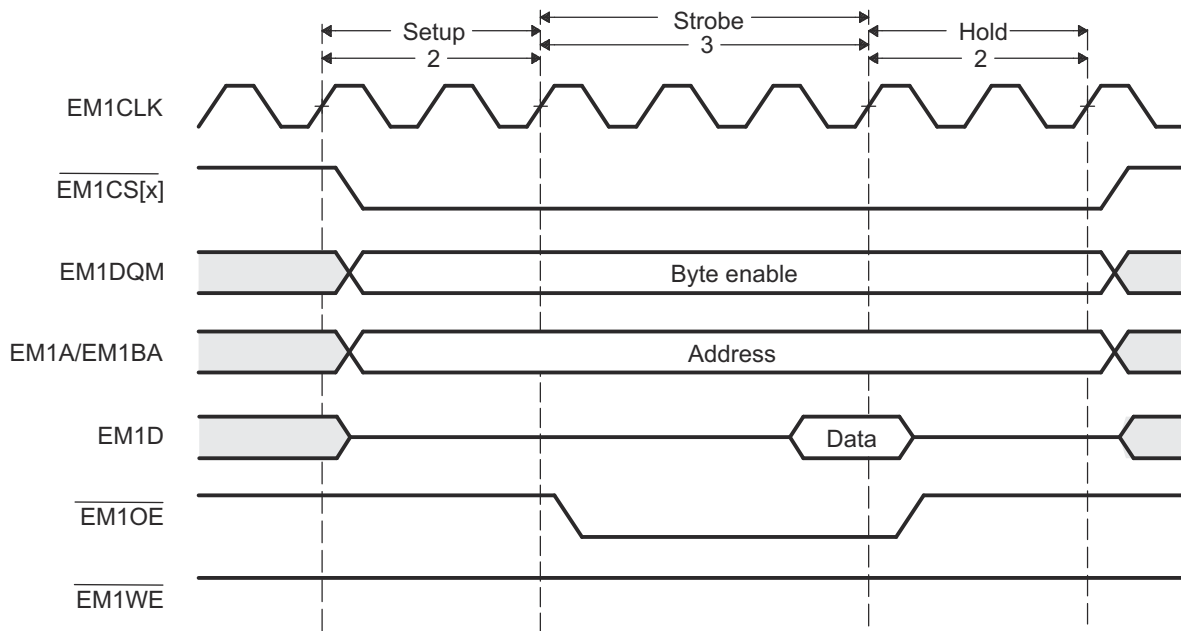 Setup
2
Strobe
3
Hold
2
EM1CLK
EM1CS[x]
EM1DQM
Byte enable
EM1A/EM1BA
Address
EM1D
Data
EM1OE
EM1WE